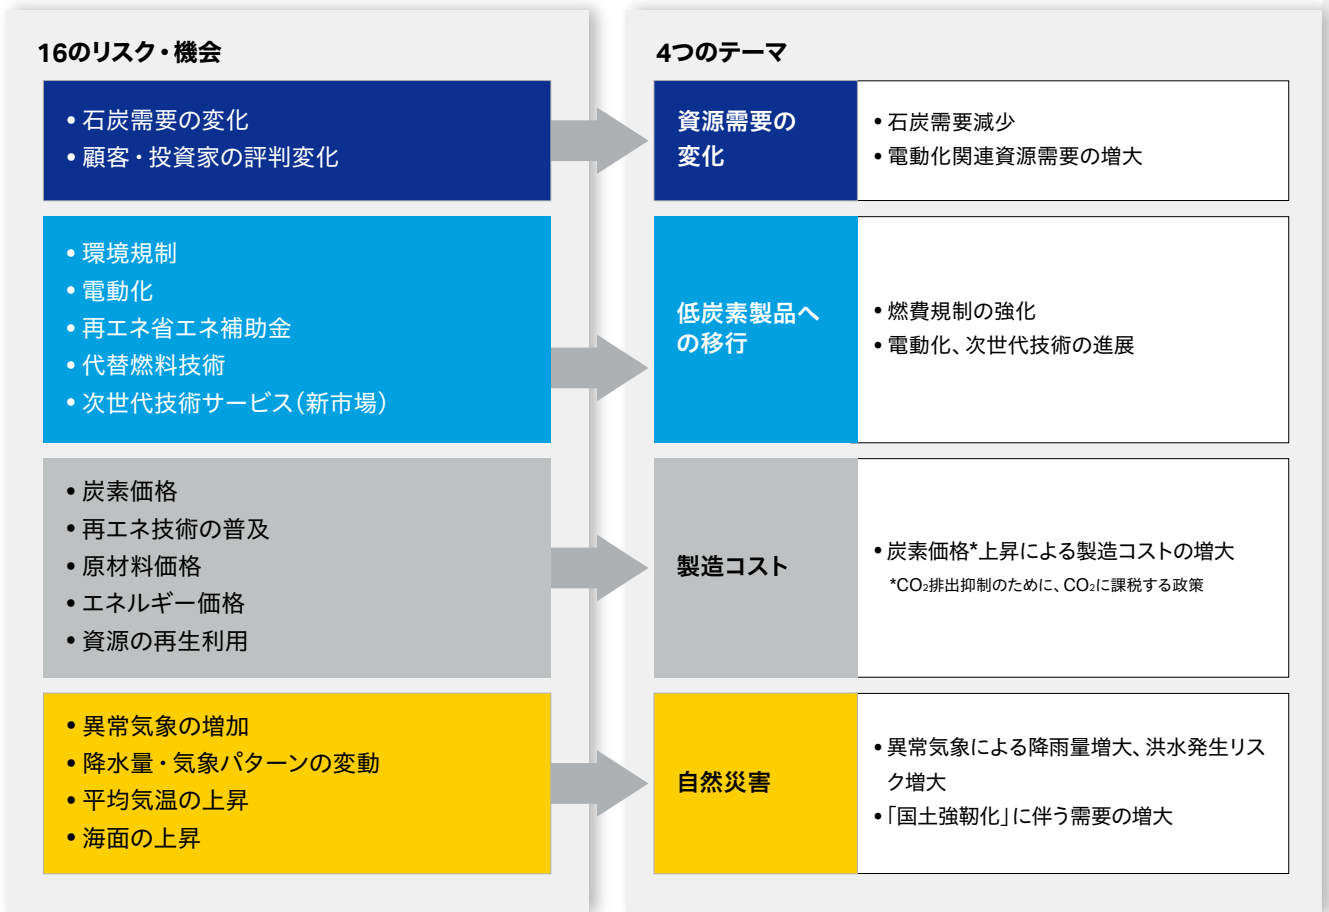 16のリスク・機会
• 石炭需要の変化
• 顧客・投資家の評判変化
• 環境規制
• 電動化
• 再エネ省エネ補助金
• 代替燃料技術
• 次世代技術サービス（新市場）
• 炭素価格
• 再エネ技術の普及
• 原材料価格
• エネルギー価格
• 資源の再生利用
• 異常気象の増加
• 降水量・気象パターンの変動
• 平均気温の上昇
• 海面の上昇
4つのテーマ
資源需要の
変化
• 石炭需要減少
• 電動化関連資源需要の増大
低炭素製品へ
の移行
• 燃費規制の強化
• 電動化、次世代技術の進展
製造コスト
• 炭素価格*上昇による製造コストの増大
*CO₂排出抑制のために、CO₂に課税する政策
自然災害
• 異常気象による降雨量増大、洪水発生リス
ク増大
• 「国土強靭化」に伴う需要の増大